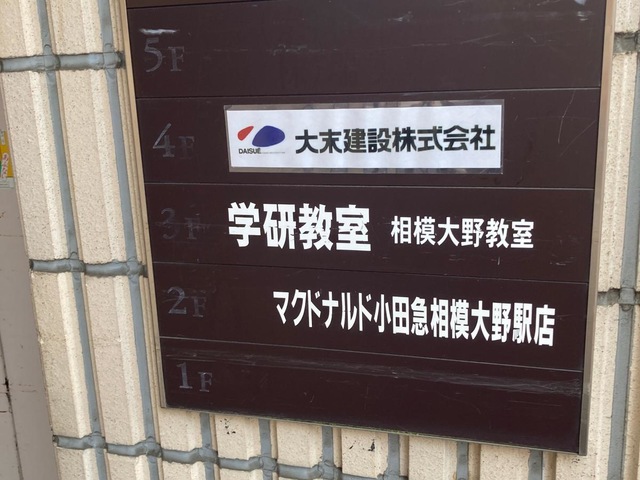 5F
4F DAISUE 大末建設株式会社
3F 学研教室 相模大野教室
2F マクドナルド小田急相模大野駅店
1F